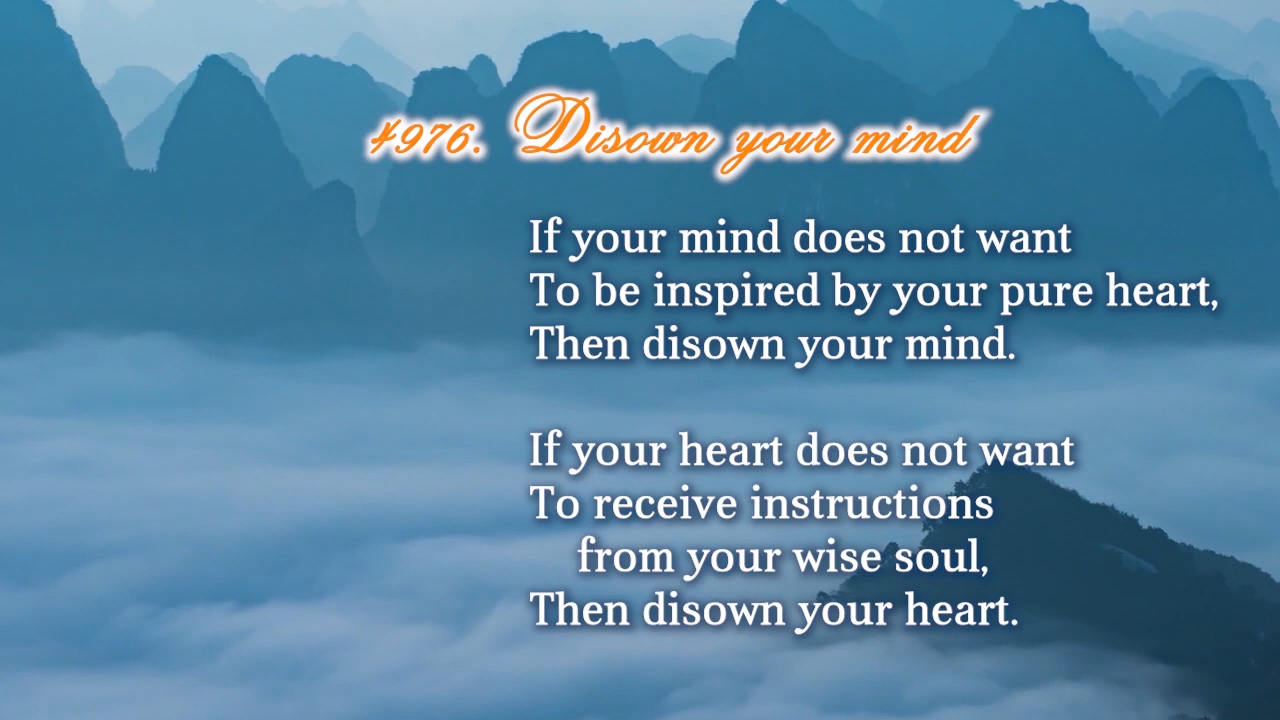 #976. Disown your mind
If your mind does not want
To be inspired by your pure heart,
Then disown your mind.
If your heart does not want
To receive instructions
from your wise soul,
Then disown your heart.